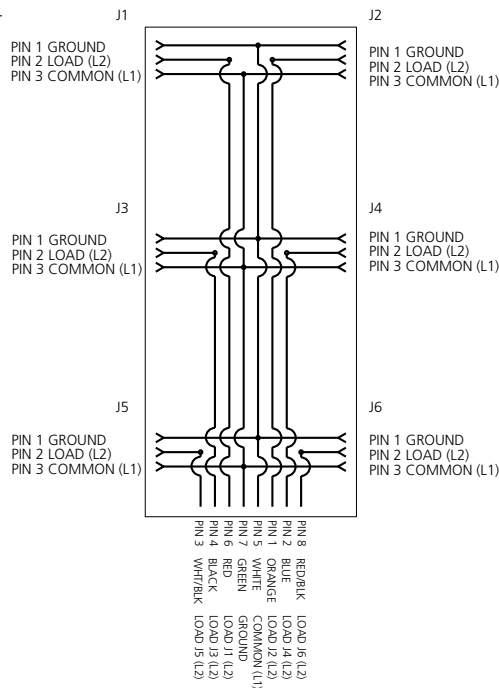 J1
PIN 1 GROUND
PIN 2 LOAD (L2)
PIN 3 COMMON (L1)
J2
PIN 1 GROUND
PIN 2 LOAD (L2)
PIN 3 COMMON (L1)
J3
PIN 1 GROUND
PIN 2 LOAD (L2)
PIN 3 COMMON (L1)
J4
PIN 1 GROUND
PIN 2 LOAD (L2)
PIN 3 COMMON (L1)
J5
PIN 1 GROUND
PIN 2 LOAD (L2)
PIN 3 COMMON (L1)
J6
PIN 1 GROUND
PIN 2 LOAD (L2)
PIN 3 COMMON (L1)
PIN 3 WHT/BLK LOAD J5 (L2)
PIN 4 BLACK LOAD J3 (L2)
PIN 6 RED LOAD J1 (L2)
PIN 7 GREEN GROUND
PIN 5 WHITE COMMON (L1)
PIN 1 ORANGE LOAD J2 (L2)
PIN 2 BLUE LOAD J4 (L2)
PIN 8 RED/BLK LOAD J6 (L2)